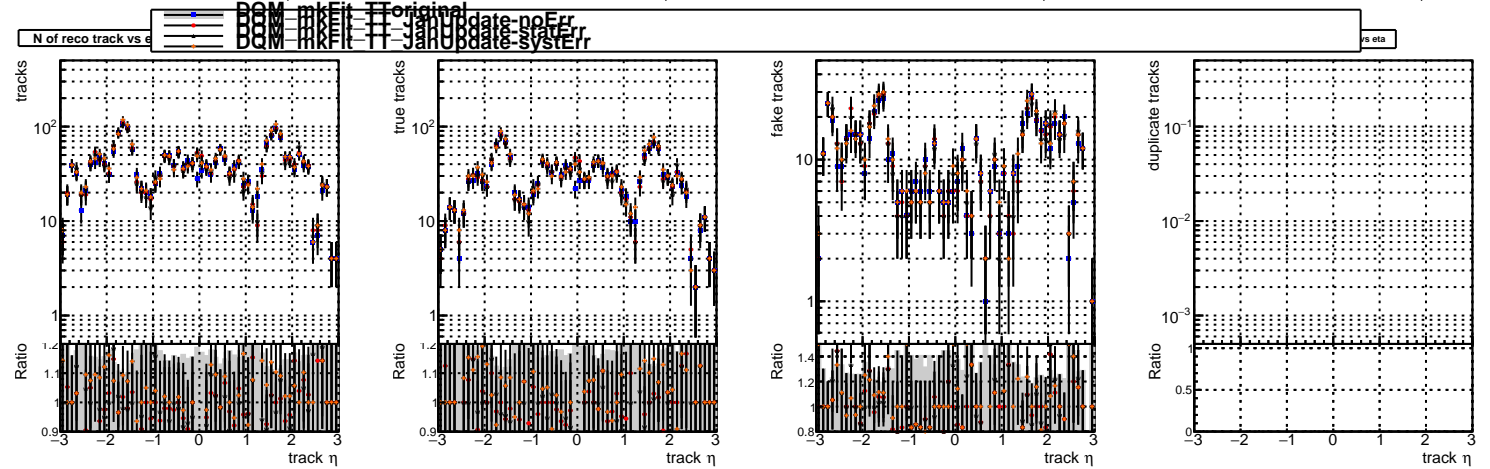 DQM_mkFit_TToriginal
DQM_mkFit_TT_JanUpdate-noErr
DQM_mkFit_TT_JanUpdate-statErr
DQM_mkFit_TT_JanUpdate-systErr
N of reco track vs e
vs eta
tracks
10²
10
1
Ratio
1.2
1.1
1
0.9
−3 −2 −1 0 1 2 3
track η
true tracks
10²
10
1
Ratio
1.2
1.1
1
0.9
−3 −2 −1 0 1 2 3
track η
fake tracks
10
1
Ratio
1.4
1.2
1
0.8
−3 −2 −1 0 1 2 3
track η
duplicate tracks
10⁻¹
10⁻²
10⁻³
Ratio
1
0.5
0
−3 −2 −1 0 1 2 3
track η